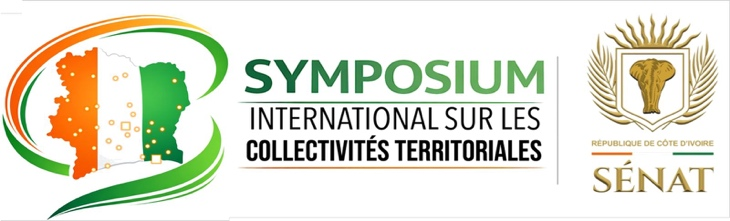 SYMPOSIUM
INTERNATIONAL SUR LES
COLLECTIVITÉS TERRITORIALES
RÉPUBLIQUE DE CÔTE D'IVOIRE
SÉNAT